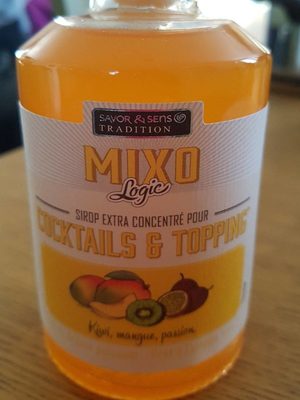 SAVOR & SENS
TRADITION
MIXO
Logic
SIROP EXTRA CONCENTRÉ POUR
COCKTAILS & TOPPING
Kiwi, mangue, passion.